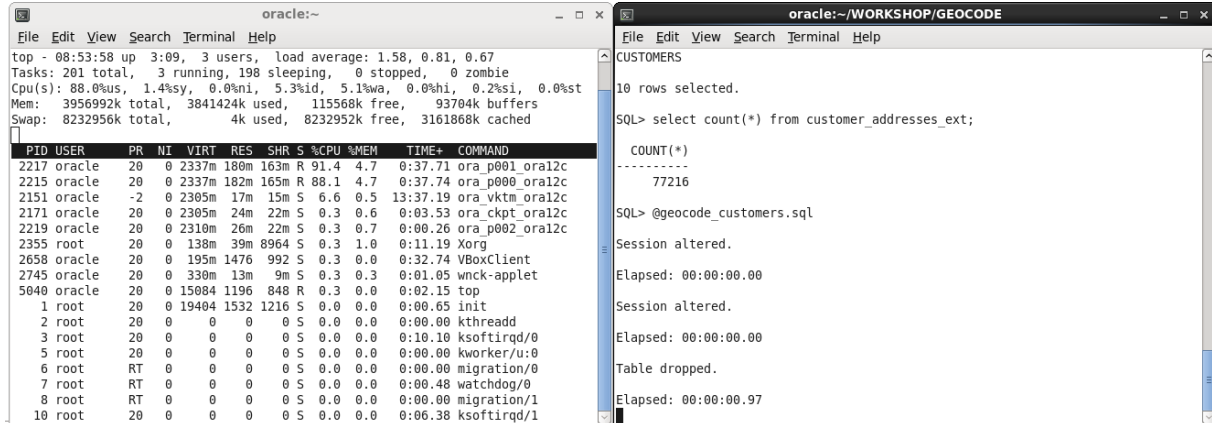 oracle:~
File Edit View Search Terminal Help
top - 08:53:58 up 3:09, 3 users, load average: 1.58, 0.81, 0.67
Tasks: 201 total, 3 running, 198 sleeping, 0 stopped, 0 zombie
Cpu(s): 88.0%us, 1.4%sy, 0.0%ni, 5.3%id, 5.1%wa, 0.0%hi, 0.2%si, 0.0%st
Mem: 3956992k total, 3841424k used, 115568k free, 93704k buffers
Swap: 8232956k total, 4k used, 8232952k free, 3161868k cached
PID USER PR NI VIRT RES SHR S %CPU %MEM TIME+ COMMAND
2217 oracle 20 0 2337m 180m 163m R 91.4 4.7 0:37.71 ora_p001_ora12c
2215 oracle 20 0 2337m 182m 165m R 88.1 4.7 0:37.74 ora_p000_ora12c
2151 oracle -2 0 2305m 17m 15m S 6.6 0.5 13:37.19 ora_vktm_ora12c
2171 oracle 20 0 2305m 24m 22m S 0.3 0.6 0:03.53 ora_ckpt_ora12c
2219 oracle 20 0 2310m 26m 22m S 0.3 0.7 0:00.26 ora_p002_ora12c
2355 root 20 0 138m 39m 8964 S 0.3 1.0 0:11.19 Xorg
2658 oracle 20 0 195m 1476 992 S 0.3 0.0 0:32.74 VBoxClient
2745 oracle 20 0 330m 13m 9m S 0.3 0.3 0:01.05 wnck-applet
5040 oracle 20 0 15084 1196 848 R 0.3 0.0 0:02.15 top
1 root 20 0 19404 1532 1216 S 0.0 0.0 0:00.65 init
2 root 20 0 0 0 0 S 0.0 0.0 0:00.00 kthreadd
3 root 20 0 0 0 0 S 0.0 0.0 0:10.10 ksoftirqd/0
5 root 20 0 0 0 0 S 0.0 0.0 0:00.00 kworker/u:0
6 root RT 0 0 0 0 S 0.0 0.0 0:00.00 migration/0
7 root RT 0 0 0 0 S 0.0 0.0 0:00.48 watchdog/0
8 root RT 0 0 0 0 S 0.0 0.0 0:00.00 migration/1
10 root 20 0 0 0 0 S 0.0 0.0 0:06.38 ksoftirqd/1
oracle:~/WORKSHOP/GEOCODE
File Edit View Search Terminal Help
CUSTOMERS
10 rows selected.
SQL> select count(*) from customer_addresses_ext;
COUNT(*)
----------
77216
SQL> @geocode_customers.sql
Session altered.
Elapsed: 00:00:00.00
Session altered.
Elapsed: 00:00:00.00
Table dropped.
Elapsed: 00:00:00.97